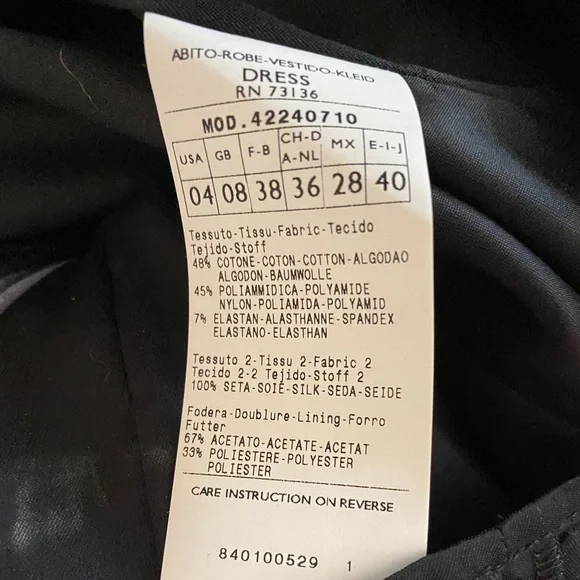 ABITO-ROBE-VESTIDO-KLEID
DRESS
RN 73136
MOD.42240710
USA GB F-B CH-D A-NL MX E-I-J
04 08 38 36 28 40
Tessuto-Tissu-Fabric-Tecido
Tejido-Stoff
48% COTONE-COTON-COTTON-ALGODAO
ALGODON-BAUMWOLLE
45% POLIAMMIDICA-POLYAMIDE
NYLON-POLIAMIDA-POLYAMID
7% ELASTAN-ALASTHANNE-SPANDEX
ELASTANO-ELASTHAN
Tessuto 2-Tissu 2-Fabric 2
Tecido 2-2 Tejido-Stoff 2
100% SETA-SOIE-SILK-SEDA-SEIDE
Fodera-Doublure-Lining-Forro
Futter
67% ACETATO-ACETATE-ACETAT
33% POLIESTERE-POLYESTER
POLIESTER
CARE INSTRUCTION ON REVERSE
840100529 1